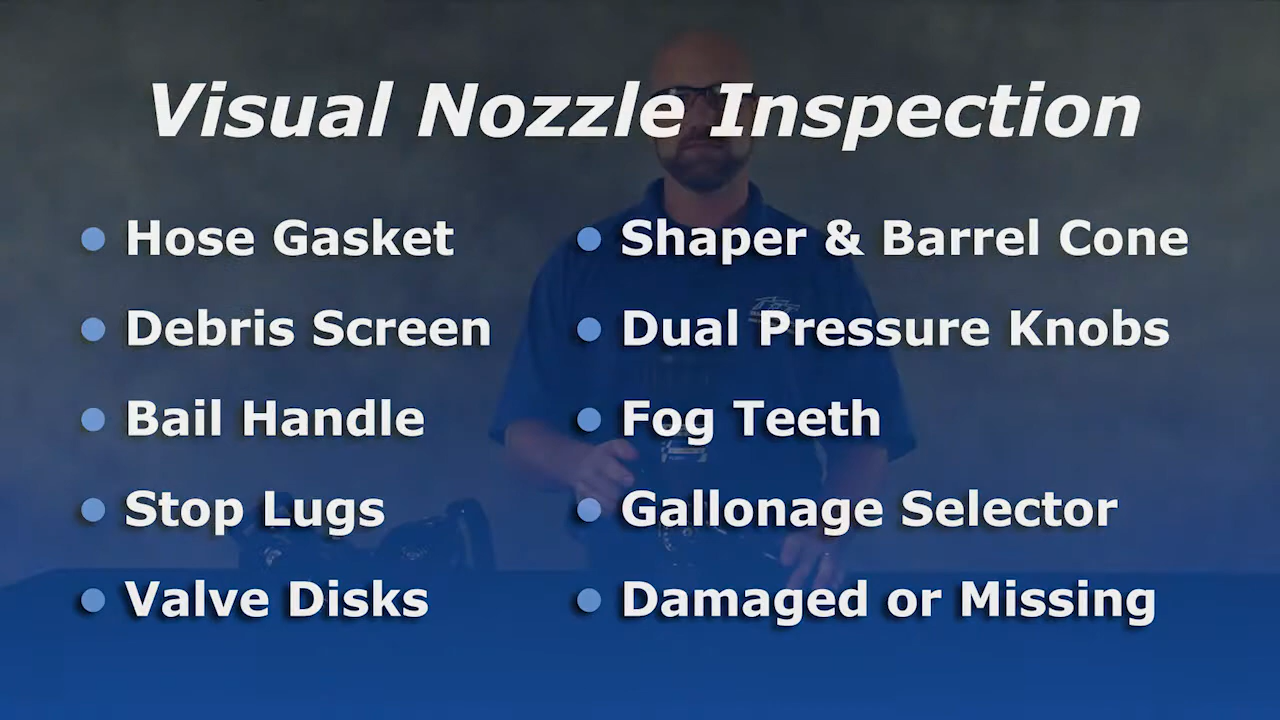 Visual Nozzle Inspection
Hose Gasket
Debris Screen
Bail Handle
Stop Lugs
Valve Disks
Shaper & Barrel Cone
Dual Pressure Knobs
Fog Teeth
Gallonage Selector
Damaged or Missing